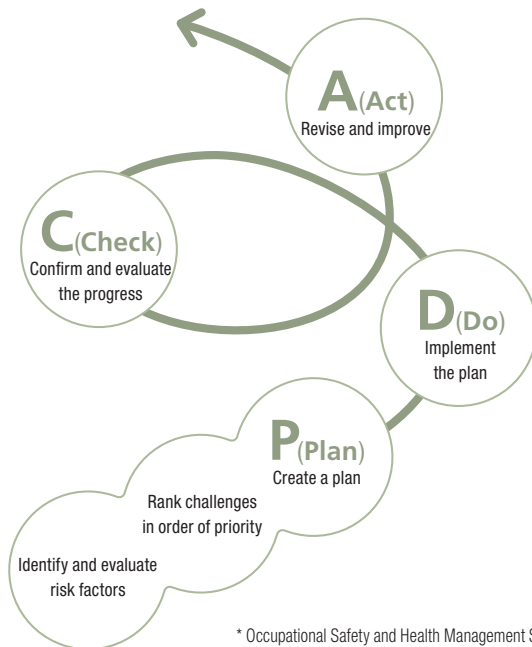 A(Act)
Revise and improve
C(Check)
Confirm and evaluate
the progress
D(Do)
Implement
the plan
P(Plan)
Create a plan
Rank challenges
in order of priority
Identify and evaluate
risk factors
* Occupational Safety and Health Management